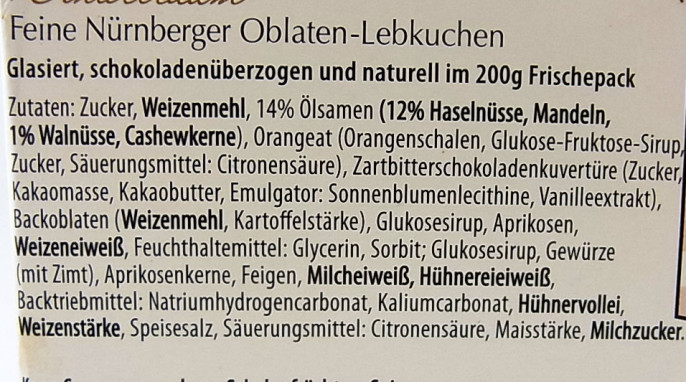 Feine Nürnberger Oblaten-Lebkuchen
Glasiert, schokoladenüberzogen und naturell im 200g Frischepack
Zutaten: Zucker, Weizenmehl, 14% Ölsamen (12% Haselnüsse, Mandeln,
1% Walnüsse, Cashewkerne), Orangeat (Orangenschalen, Glukose-Fruktose-Sirup,
Zucker, Säuerungsmittel: Citronensäure), Zartbitterschokoladenkuvertüre (Zucker,
Kakaomasse, Kakaobutter, Emulgator: Sonnenblumenlecithine, Vanilleextrakt),
Backoblaten (Weizenmehl, Kartoffelstärke), Glukosesirup, Aprikosen,
Weizeneiweiß, Feuchthaltemittel: Glycerin, Sorbit; Glukosesirup, Gewürze
(mit Zimt), Aprikosenkerne, Feigen, Milcheiweiß, Hühnereieiweiß,
Backtriebmittel: Natriumhydrogencarbonat, Kaliumcarbonat, Hühnervollei,
Weizenstärke, Speisesalz, Säuerungsmittel: Citronensäure, Maisstärke, Milchzucker.